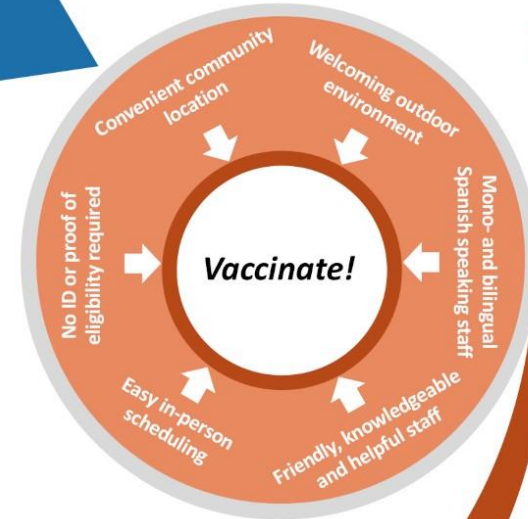 Convenient community
location
Welcoming outdoor
environment
Mono- and bilingual
Spanish speaking staff
Friendly, knowledgeable
and helpful staff
Easy in-person
scheduling
No ID or proof of
eligibility required
Vaccinate!